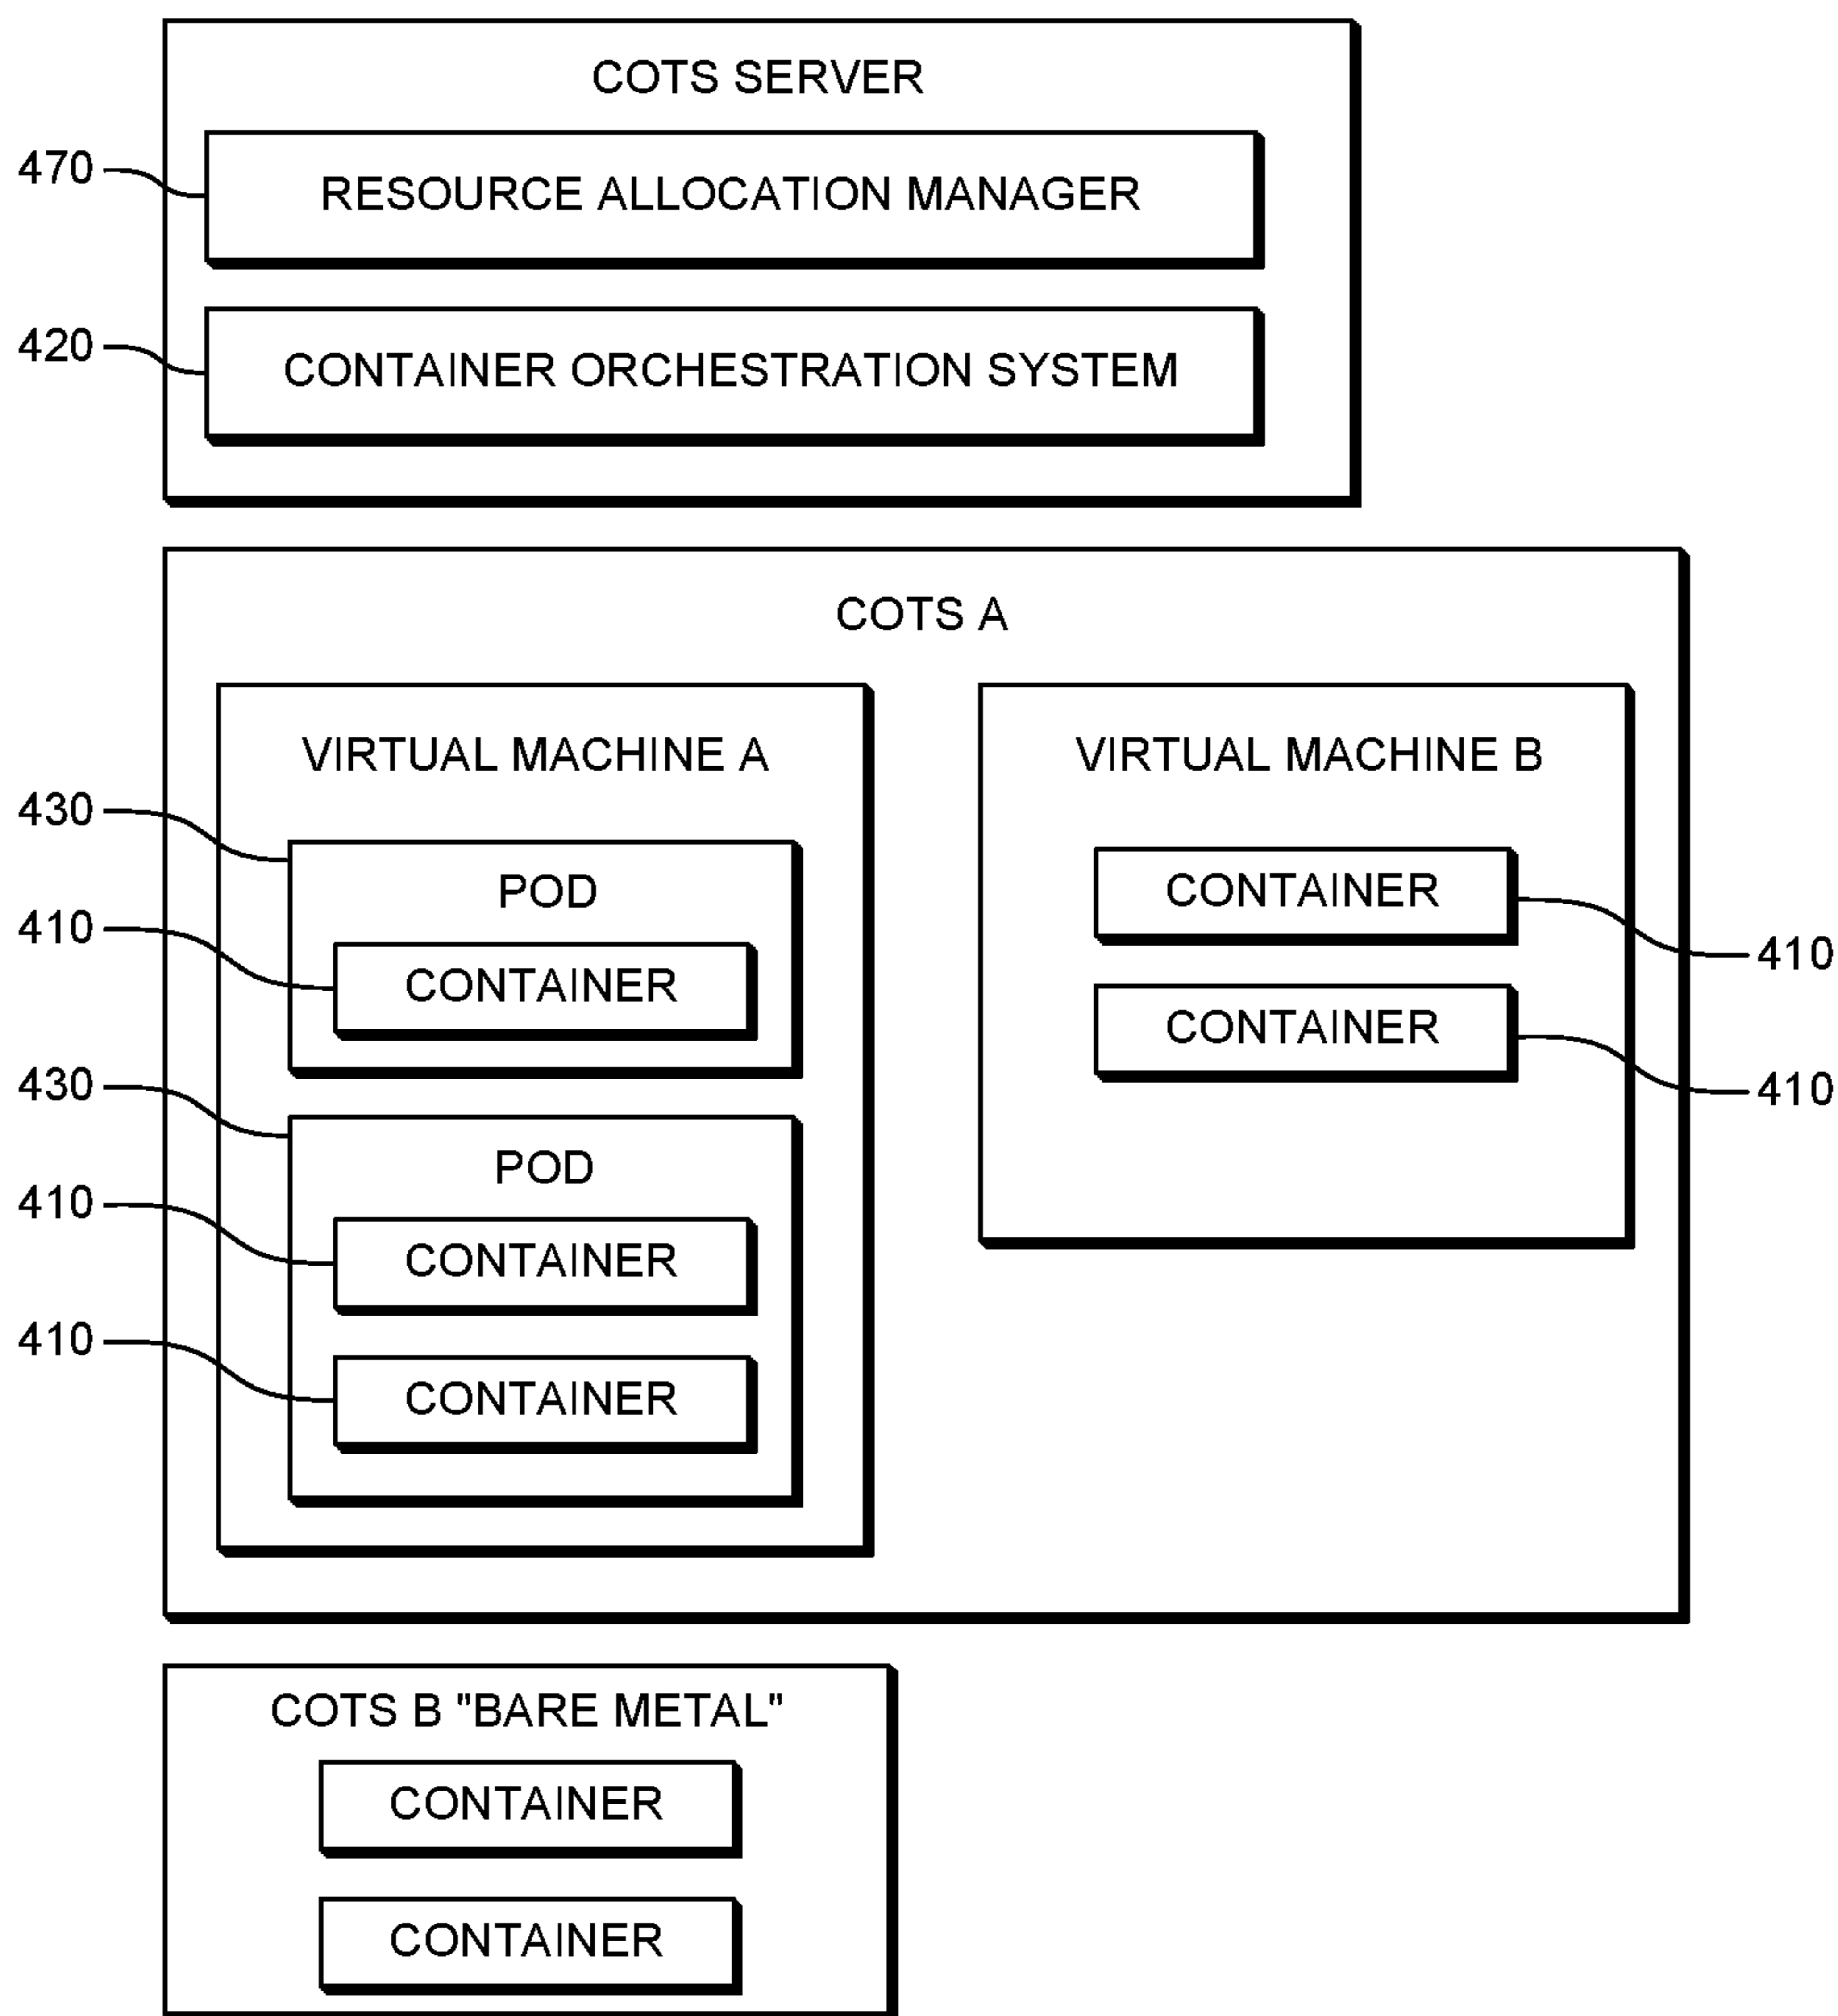 COTS SERVER
470
RESOURCE ALLOCATION MANAGER
420
CONTAINER ORCHESTRATION SYSTEM
COTS A
VIRTUAL MACHINE A
430
POD
410
CONTAINER
430
POD
410
CONTAINER
410
CONTAINER
VIRTUAL MACHINE B
CONTAINER
410
CONTAINER
410
COTS B "BARE METAL"
CONTAINER
CONTAINER